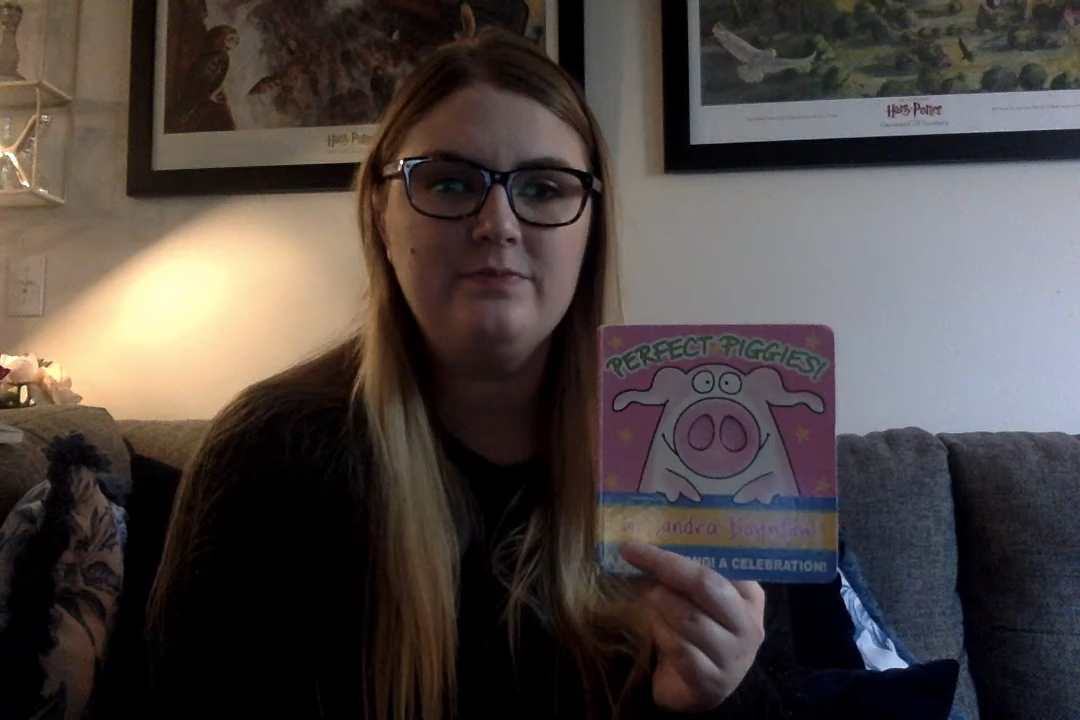 Harry Potter
Harry Potter
PERFECT PIGGIES!
Sandra Boynton
A CELEBRATION!